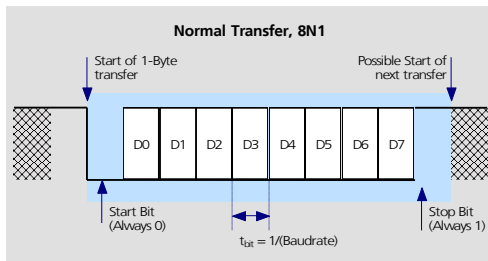 Normal Transfer, 8N1
Start of 1-Byte
transfer
Possible Start of
next transfer
D0 D1 D2 D3 D4 D5 D6 D7
Start Bit
(Always 0)
Stop Bit
(Always 1)
tbit = 1/(Baudrate)